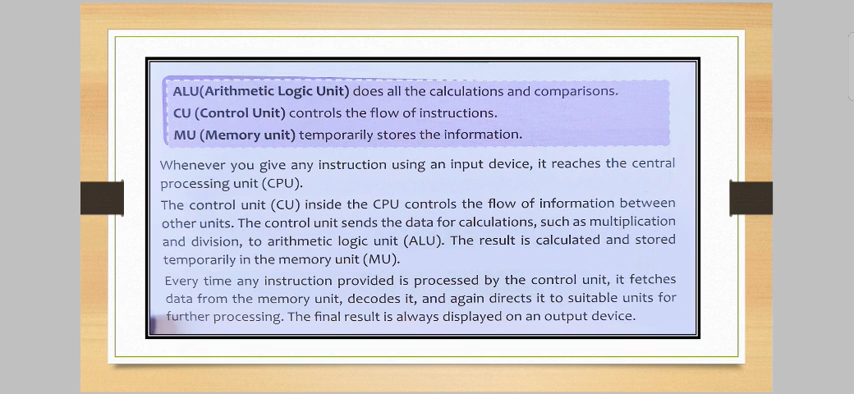 ALU(Arithmetic Logic Unit) does all the calculations and comparisons.
CU (Control Unit) controls the flow of instructions.
MU (Memory unit) temporarily stores the information.
Whenever you give any instruction using an input device, it reaches the central
processing unit (CPU).
The control unit (CU) inside the CPU controls the flow of information between
other units. The control unit sends the data for calculations, such as multiplication
and division, to arithmetic logic unit (ALU). The result is calculated and stored
temporarily in the memory unit (MU).
Every time any instruction provided is processed by the control unit, it fetches
data from the memory unit, decodes it, and again directs it to suitable units for
further processing. The final result is always displayed on an output device.